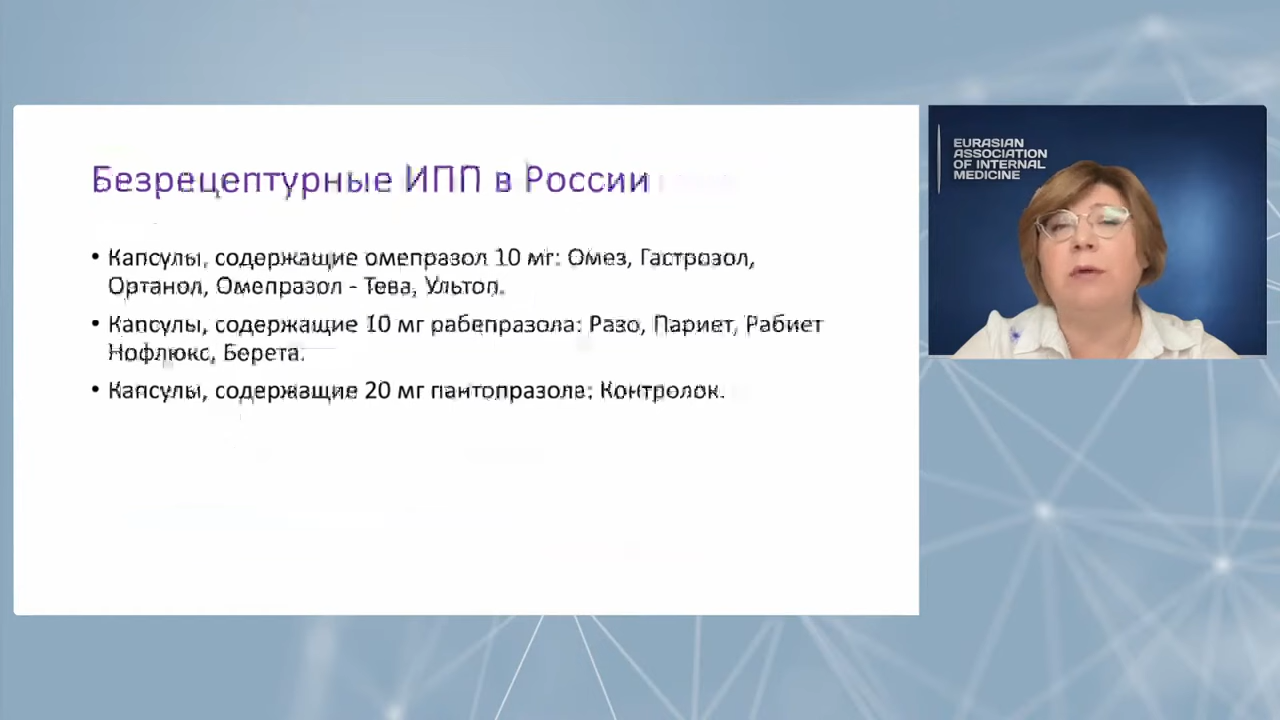 Безрецептурные ИПП в России
• Капсулы, содержащие омепразол 10 мг: Омез, Гастрозол,
Ортанол, Омепразол - Тева, Ультоп.
• Капсулы, содержащие 10 мг рабепразола: Разо, Париет, Рабиет
Нофлюкс, Берета.
• Капсулы, содержащие 20 мг пантопразола: Контролок.
EURASIAN
ASSOCIATION
OF INTERNAL
MEDICINE